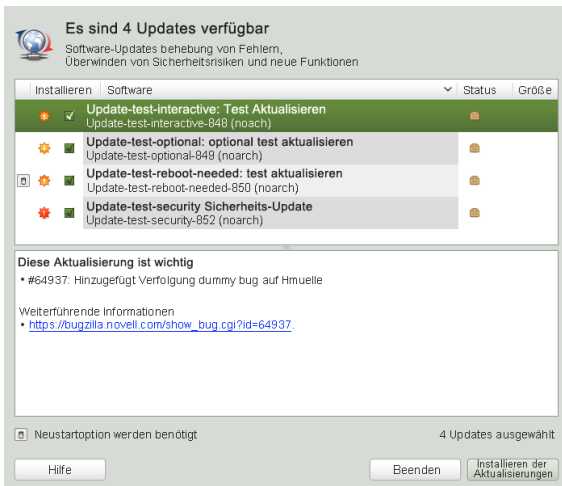 Es sind 4 Updates verfügbar
Software-Updates behebung von Fehlern,
Überwinden von Sicherheitsrisiken und neue Funktionen
Installieren Software Status Größe
Update-test-interactive: Test Aktualisieren
Update-test-interactive-848 (noach)
Update-test-optional: optional test aktualisieren
Update-test-optional-849 (noarch)
Update-test-reboot-needed: test aktualisieren
Update-test-reboot-needed-850 (noarch)
Update-test-security Sicherheits-Update
Update-test-security-852 (noarch)
Diese Aktualisierung ist wichtig
• #64937: Hinzugefügt Verfolgung dummy bug auf Hmuelle
Weiterführende Informationen
• https://bugzilla.novell.com/show_bug.cgi?id=64937.
Neustartoption werden benötigt
4 Updates ausgewählt
Hilfe
Beenden
Installieren der
Aktualisierungen